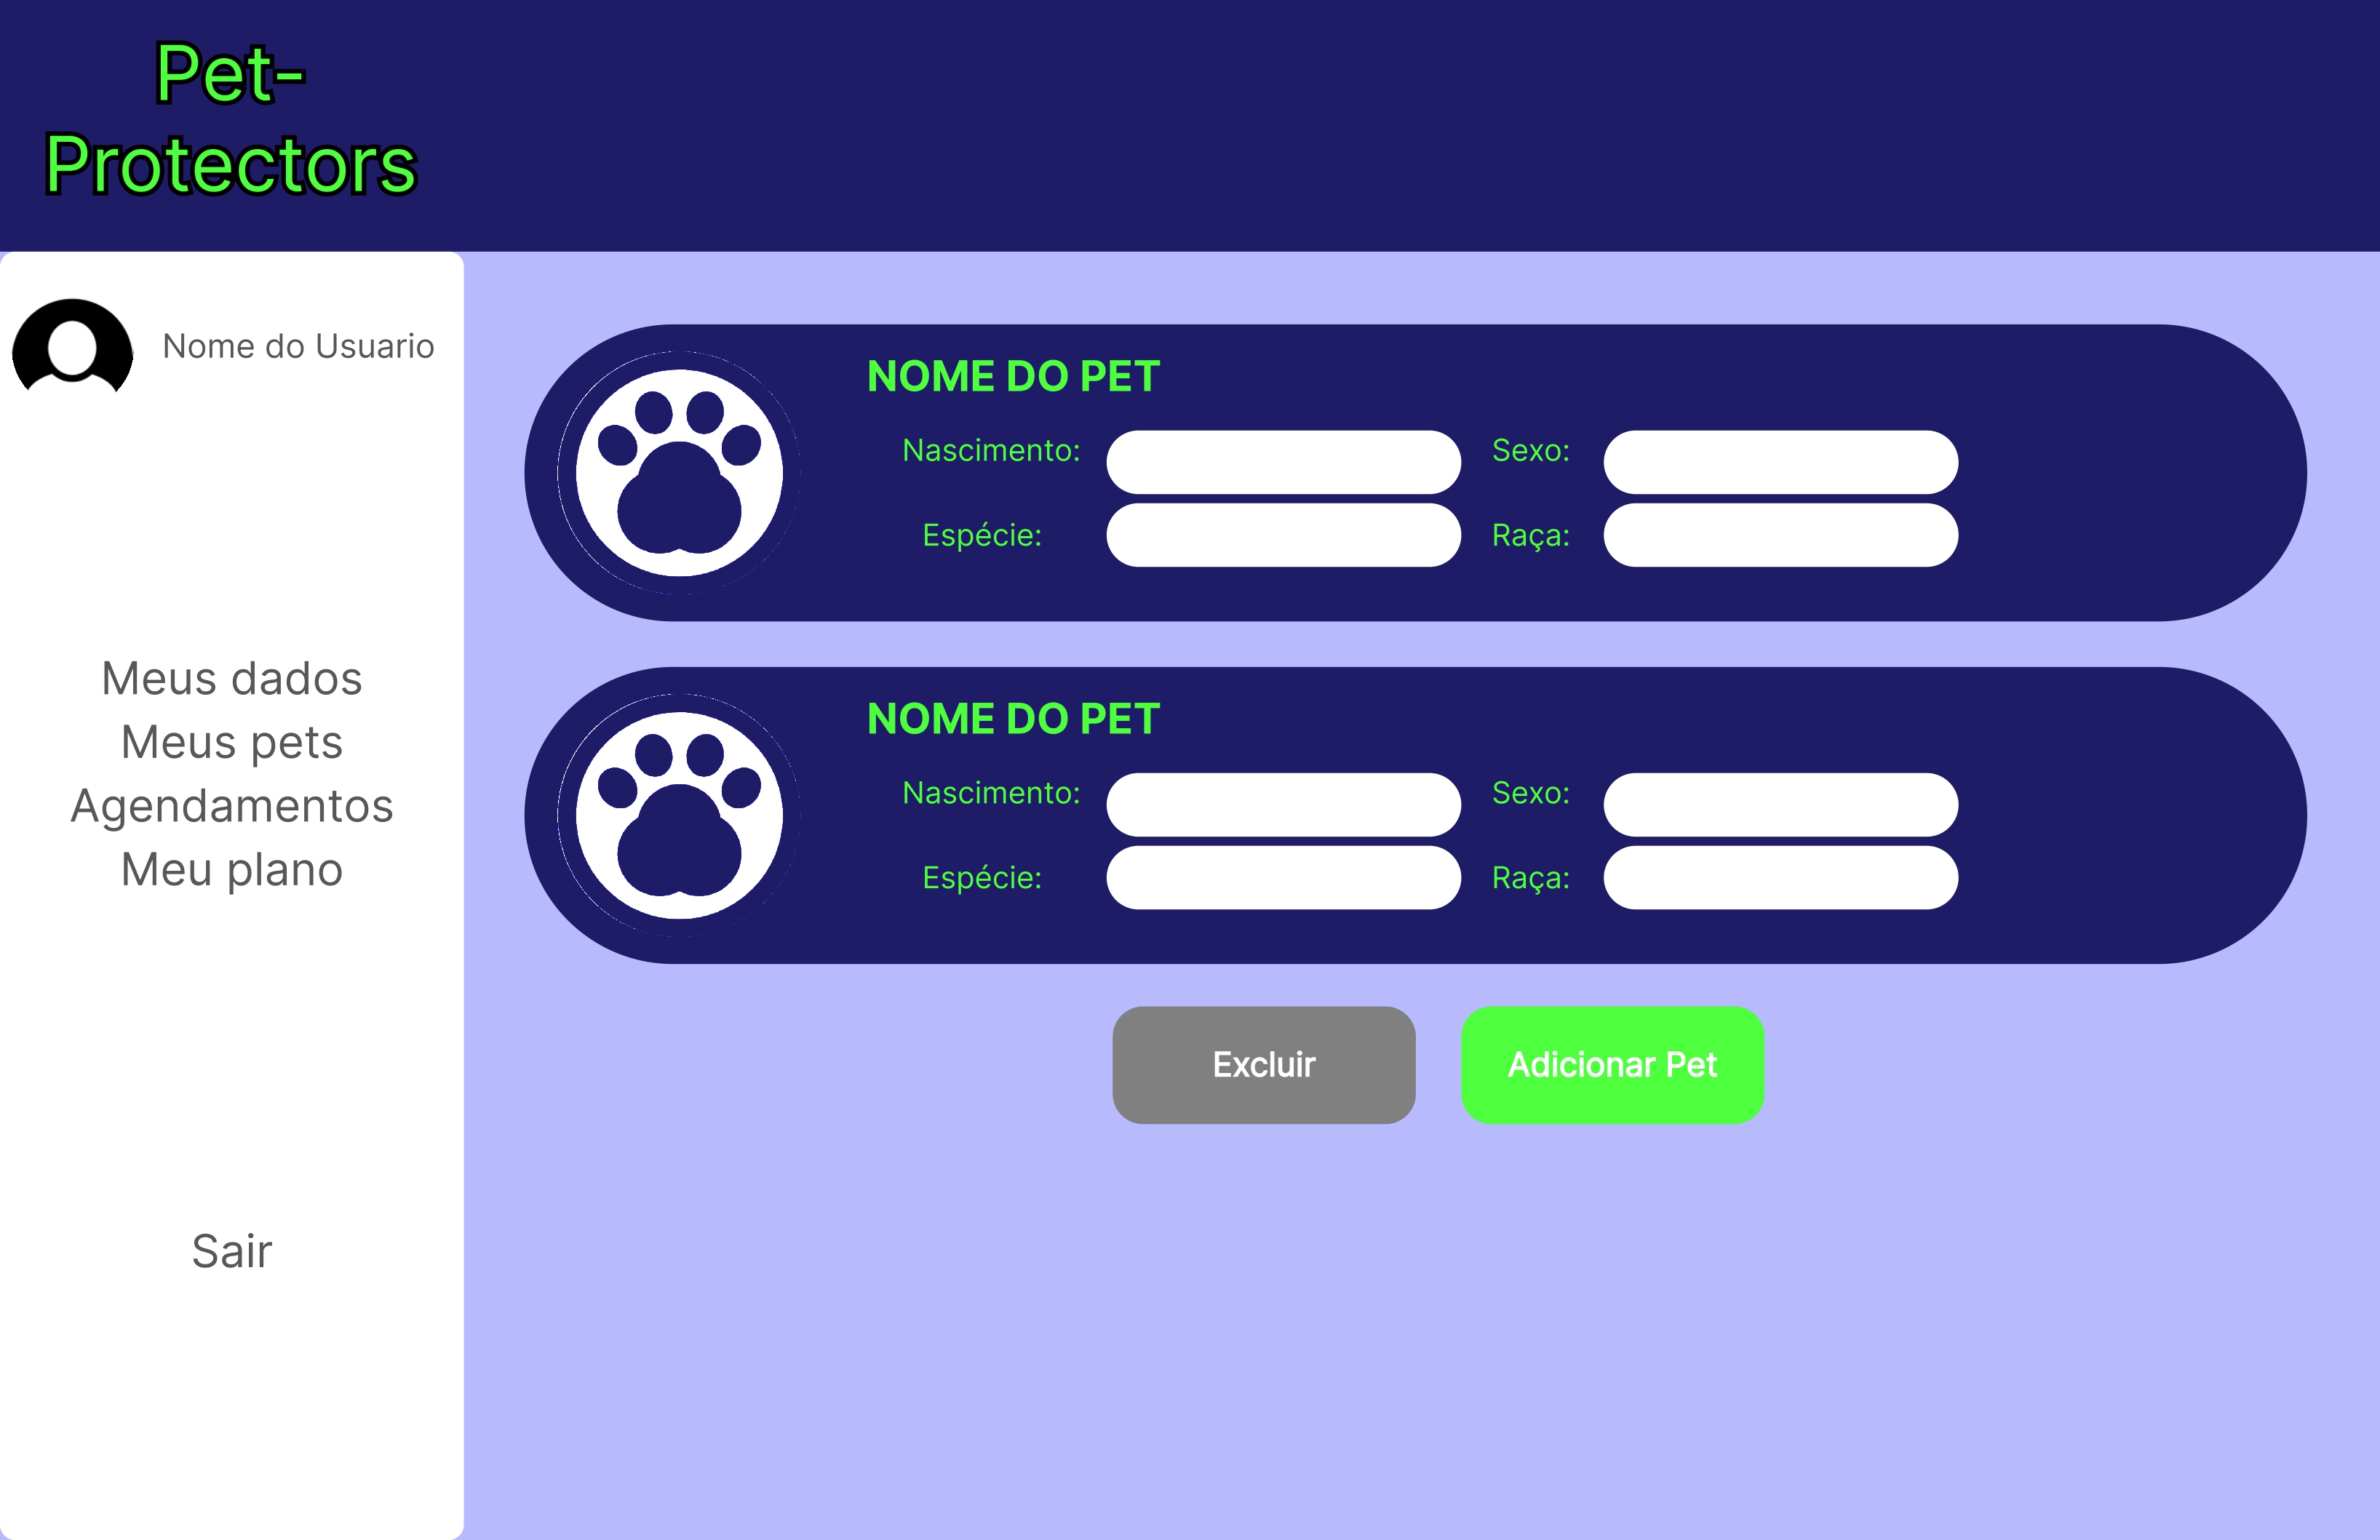 Pet-
Protectors
Nome do Usuario
Meus dados
Meus pets
Agendamentos
Meu plano
Sair
NOME DO PET
Nascimento:
Sexo:
Espécie:
Raça:
NOME DO PET
Nascimento:
Sexo:
Espécie:
Raça:
Excluir
Adicionar Pet